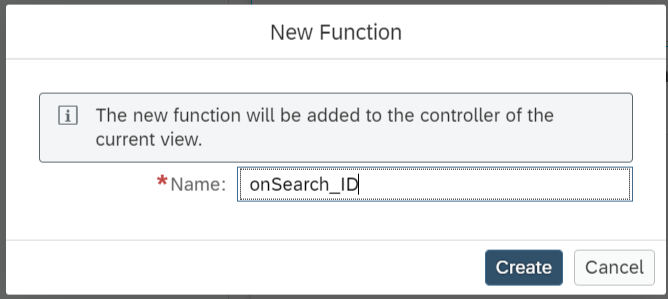 New Function
The new function will be added to the controller of the
current view.
*Name: onSearch_ID
Create Cancel